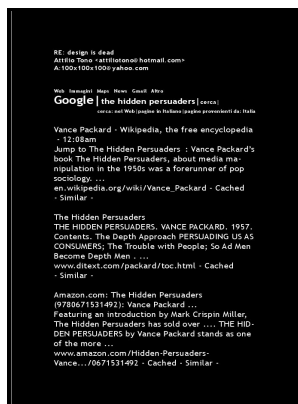 RE: design is dead
Attilio Tono <attiliotono@hotmail.com>
A:100x100x100@yahoo.com
Web Immagini Maps News Gmail Altro
Google | the hidden persuaders | cerca |
cerca: nel Web | pagine in Italiano | pagine provenienti da: Italia
Vance Packard - Wikipedia, the free encyclopedia
- 12:08am
Jump to The Hidden Persuaders : Vance Packard's
book The Hidden Persuaders, about media ma-
nipulation in the 1950s was a forerunner of pop
sociology. ...
en.wikipedia.org/wiki/Vance_Packard - Cached
- Similar -
The Hidden Persuaders
THE HIDDEN PERSUADERS. VANCE PACKARD. 1957.
Contents. The Depth Approach PERSUADING US AS
CONSUMERS; The Trouble with People; So Ad Men
Become Depth Men . ...
www.ditext.com/packard/toc.html - Cached
- Similar -
Amazon.com: The Hidden Persuaders
(9780671531492): Vance Packard ...
Featuring an introduction by Mark Crispin Miller,
The Hidden Persuaders has sold over .... THE HID-
DEN PERSUADERS by Vance Packard stands as one
of the more ...
www.amazon.com/Hidden-Persuaders-
Vance.../0671531492 - Cached - Similar -